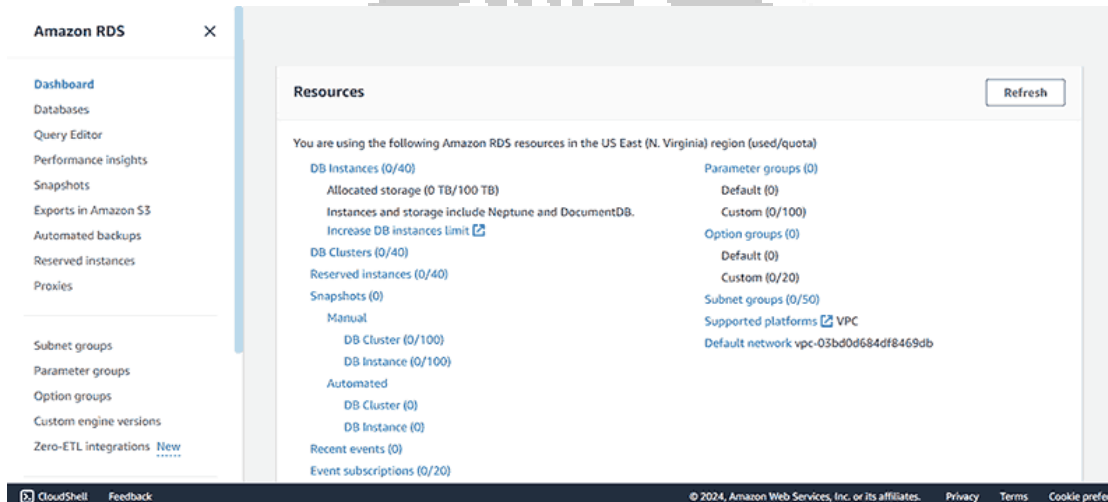 Amazon RDS
Dashboard
Databases
Query Editor
Performance insights
Snapshots
Exports in Amazon S3
Automated backups
Reserved instances
Proxies
Subnet groups
Parameter groups
Option groups
Custom engine versions
Zero-ETL integrations New
Resources
Refresh
You are using the following Amazon RDS resources in the US East (N. Virginia) region (used/quota)
DB Instances (0/40)
Allocated storage (0 TB/100 TB)
Instances and storage include Neptune and DocumentDB.
Increase DB instances limit
DB Clusters (0/40)
Reserved instances (0/40)
Snapshots (0)
Manual
DB Cluster (0/100)
DB Instance (0/100)
Automated
DB Cluster (0)
DB Instance (0)
Recent events (0)
Event subscriptions (0/20)
Parameter groups (0)
Default (0)
Custom (0/100)
Option groups (0)
Default (0)
Custom (0/20)
Subnet groups (0/50)
Supported platforms VPC
Default network vpc-03bd0d684df8469db
CloudShell Feedback
© 2024, Amazon Web Services, Inc. or its affiliates. Privacy Terms Cookie prefe